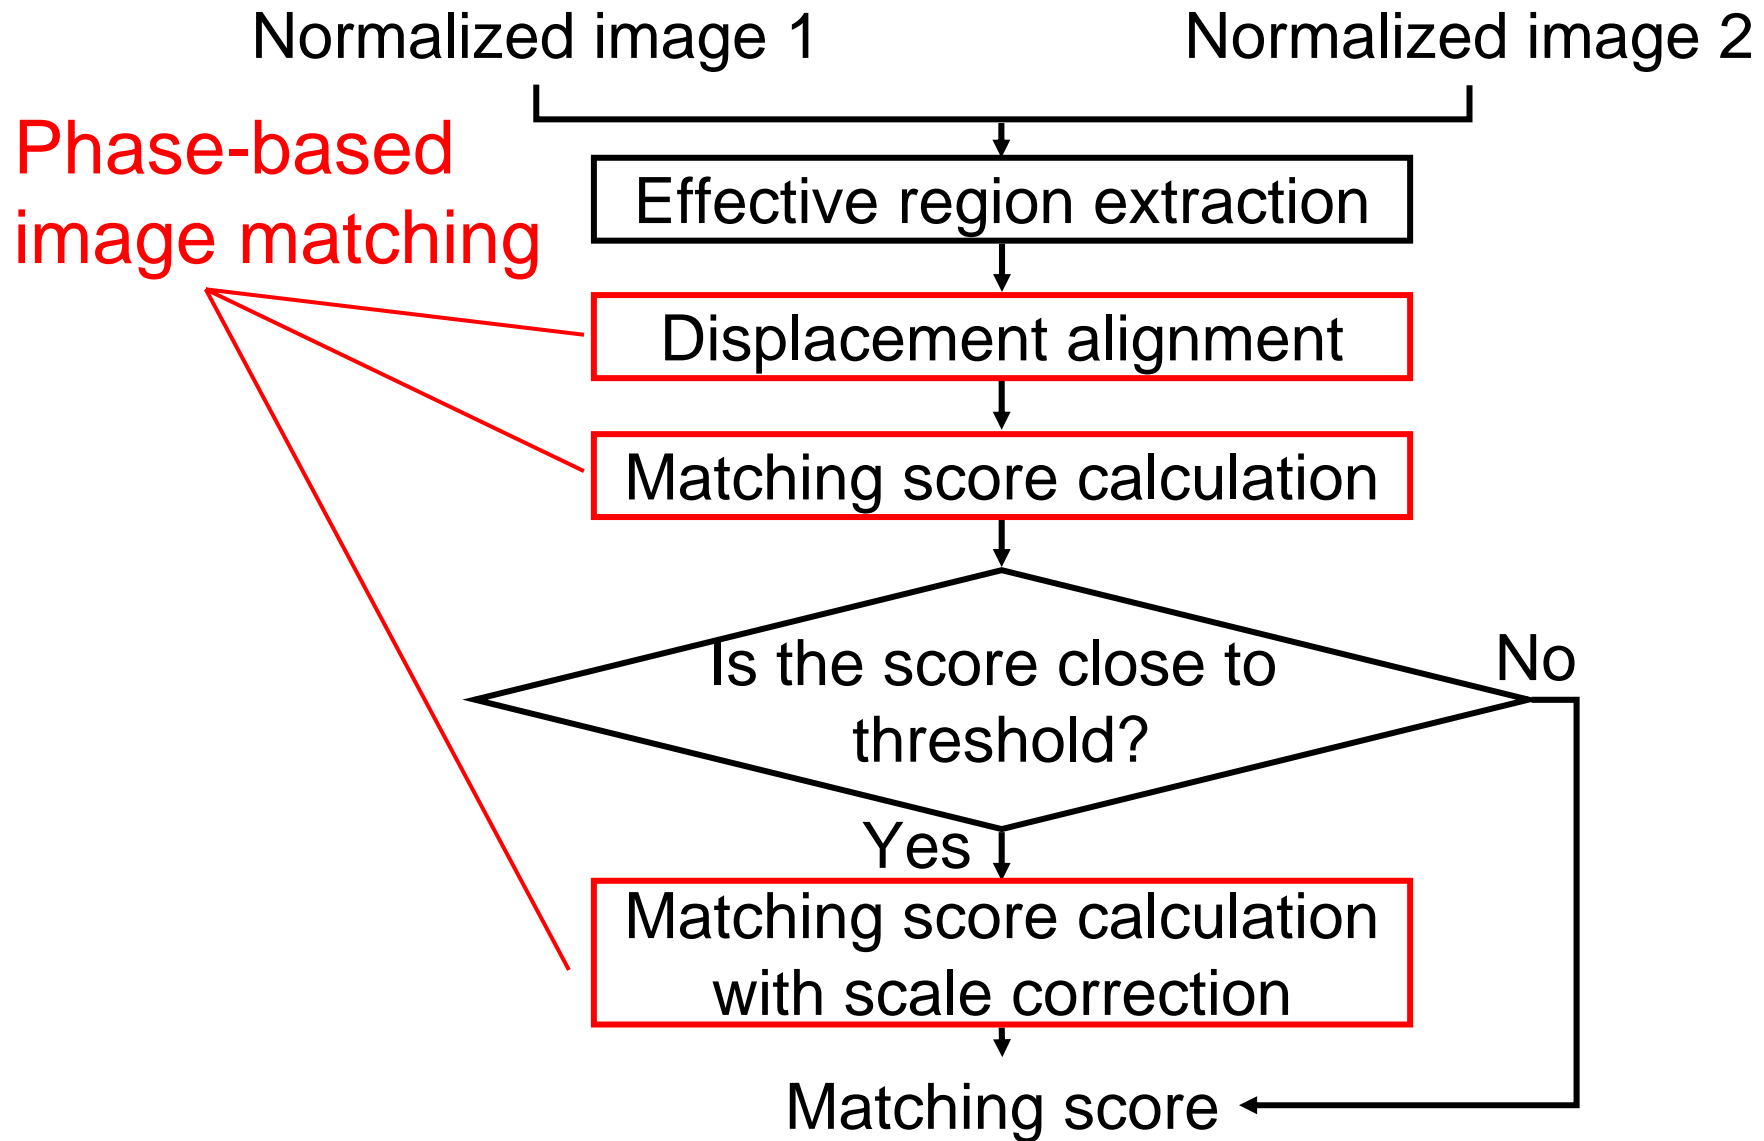 Normalized image 1
Normalized image 2
Phase-based
image matching
Effective region extraction
Displacement alignment
Matching score calculation
Is the score close to
threshold?
No
Yes
Matching score calculation
with scale correction
Matching score